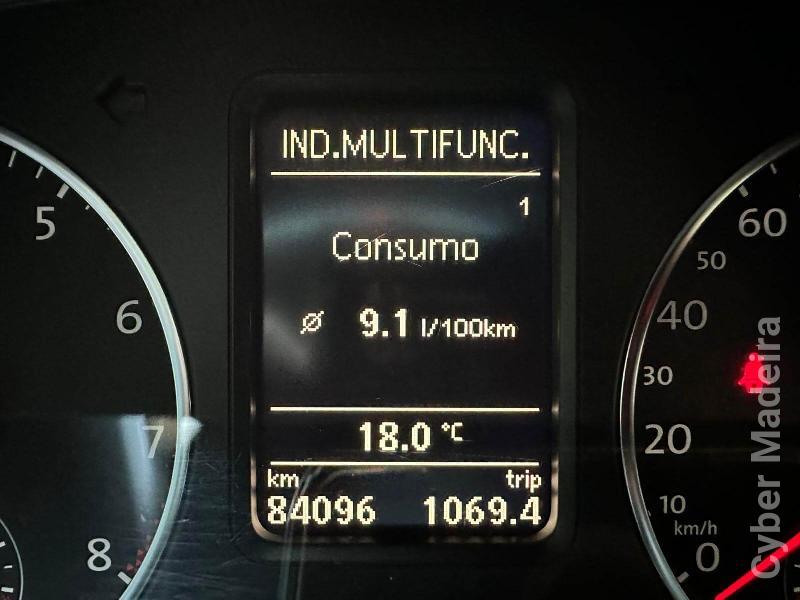 IND.MULTIFUNC.
1
Consumo
Ø 9.1 l/100km
18.0 °C
km trip
84096 1069.4
5
6
7
8
60
50
40
30
20
10
km/h
0
Cyber Madeira